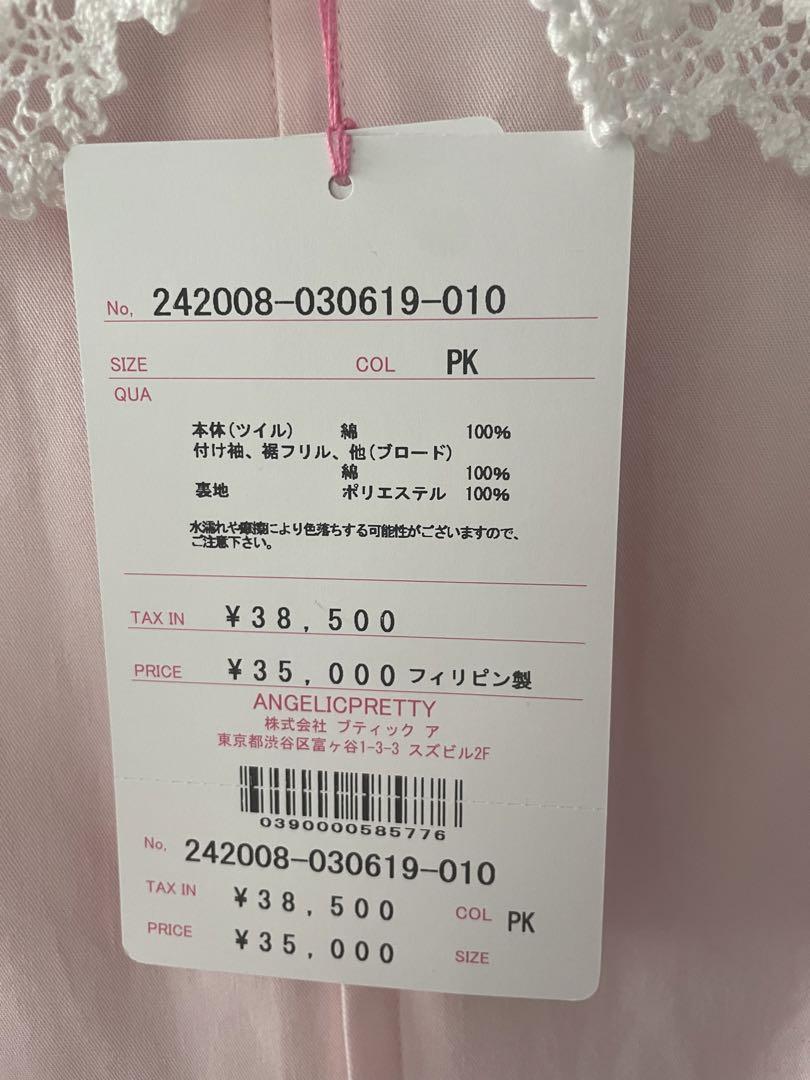 No, 242008-030619-010
SIZE COL PK
QUA
本体(ツイル) 綿 100%
付け袖、裾フリル、他(ブロード)
綿 100%
裏地 ポリエステル 100%
水濡れや摩擦により色落ちする可能性がございますので、
ご注意下さい。
TAX IN ¥38,500
PRICE ¥35,000 フィリピン製
ANGELICPRETTY
株式会社 ブティック ア
東京都渋谷区富ヶ谷1-3-3 スズビル2F
0390000585776
No, 242008-030619-010
TAX IN ¥38,500 COL PK
PRICE ¥35,000 SIZE